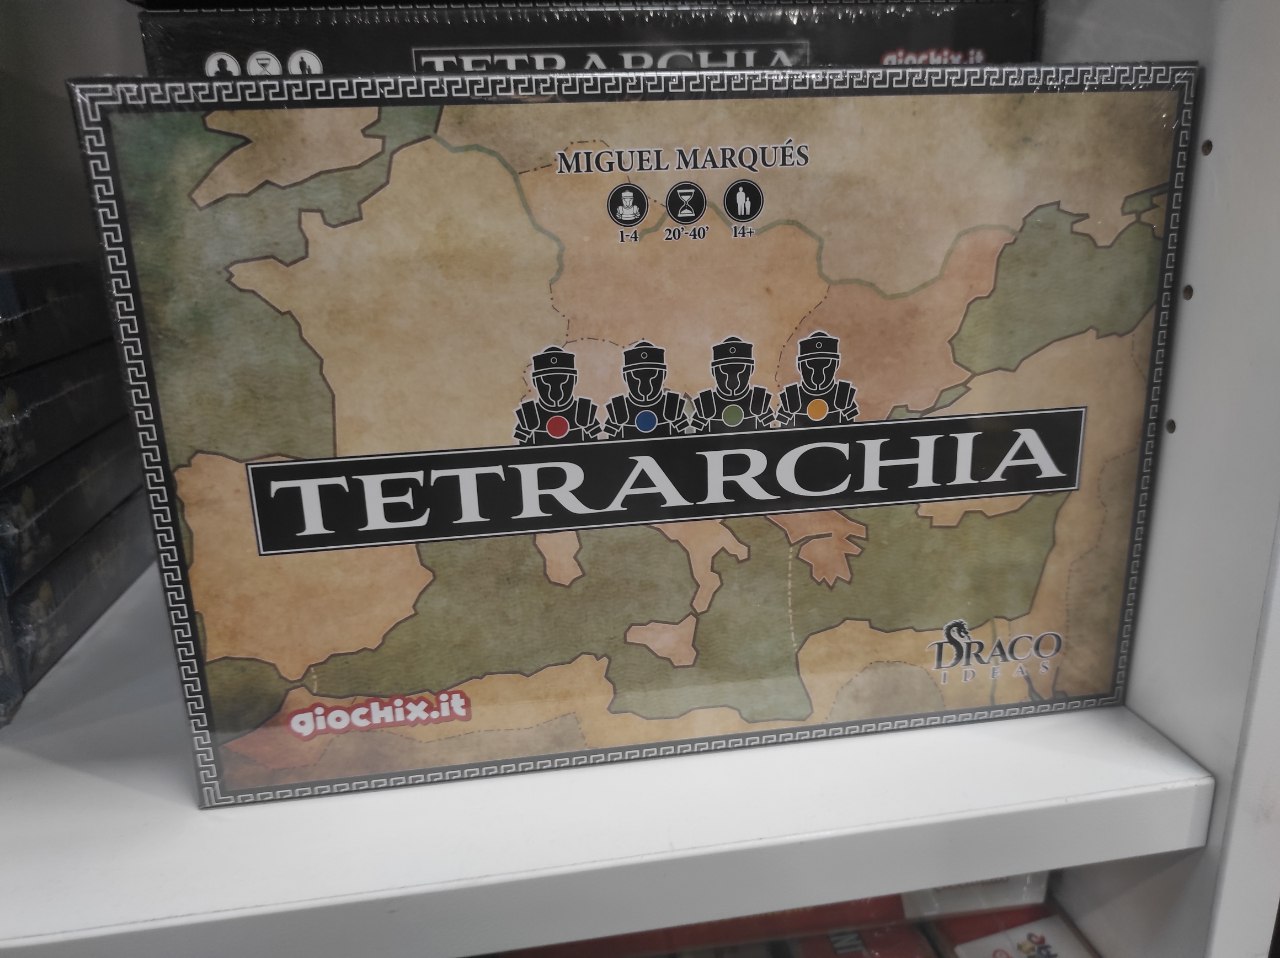 TETRARCHIA
giochix.it
MIGUEL MARQUÉS
1-4 20'-40' 14+
TETRARCHIA
DRACO
IDEAS
giochix.it